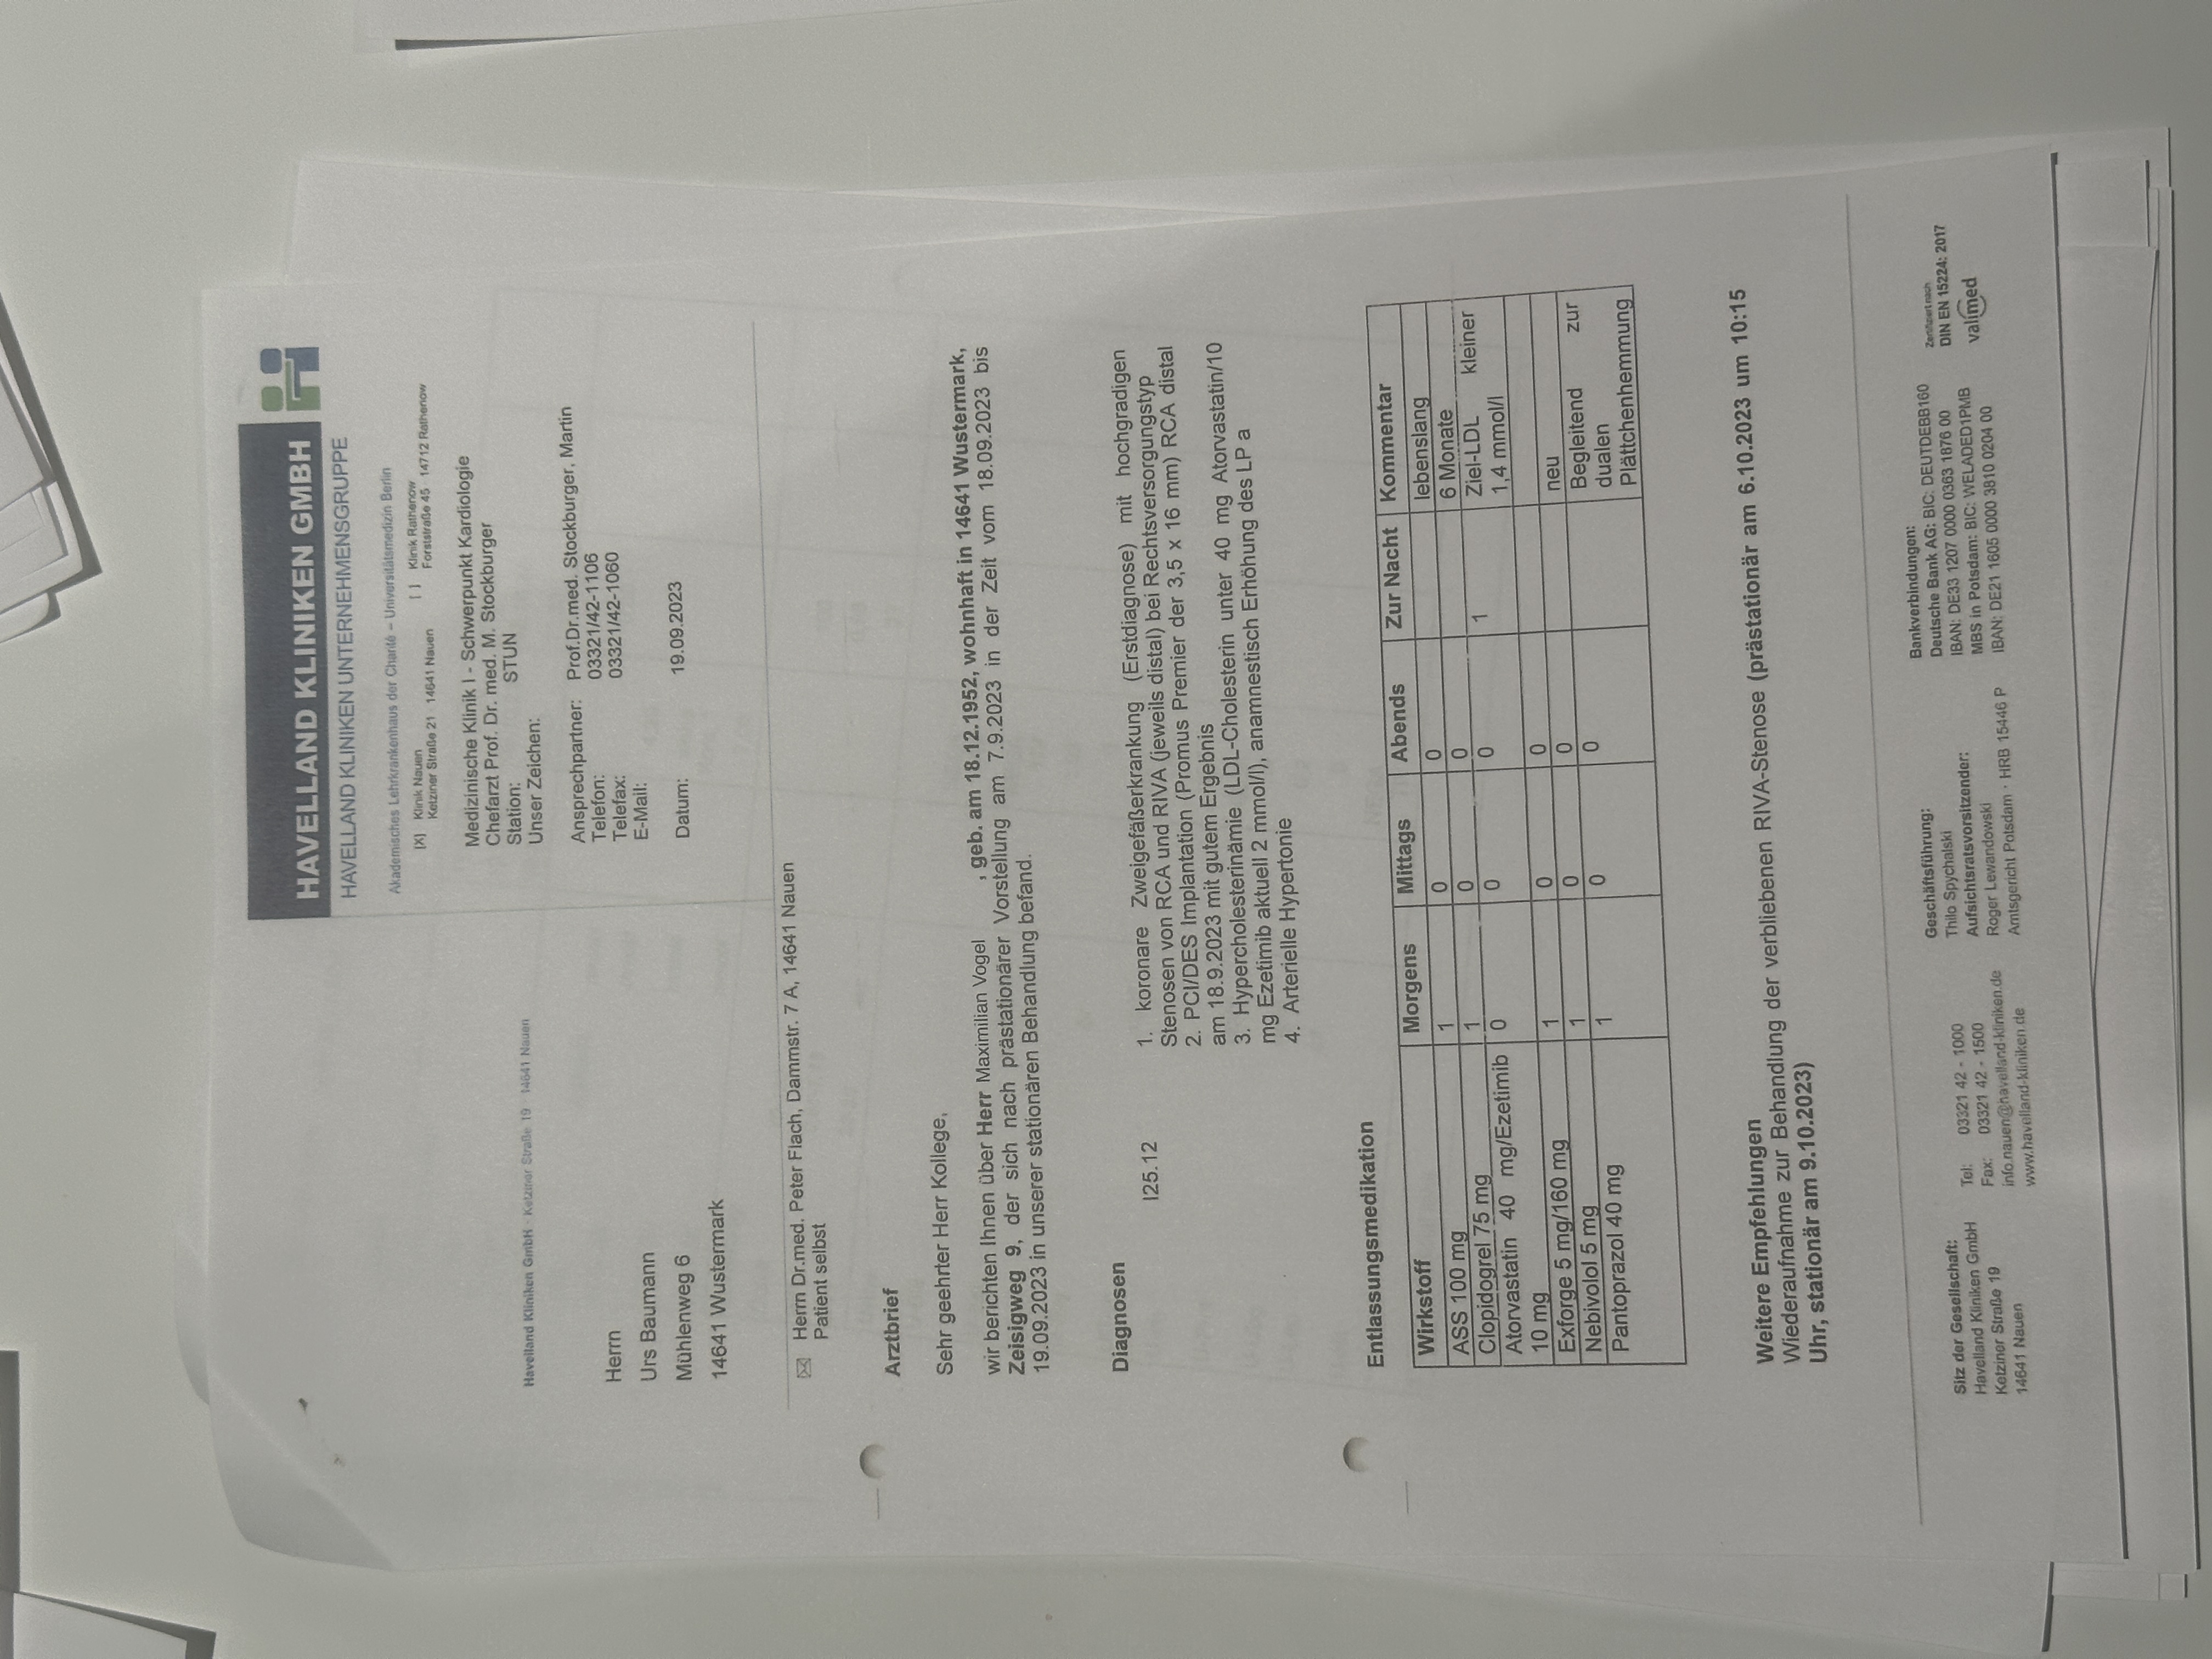 HAVELLAND KLINIKEN GMBH
HAVELLAND KLINIKEN UNTERNEHMENSGRUPPE
Akademisches Lehrkrankenhaus der Charité – Universitätsmedizin Berlin
[X] Klinik Nauen
Ketziner Straße 21 · 14641 Nauen
[ ] Klinik Rathenow
Forststraße 45 · 14712 Rathenow
Medizinische Klinik I - Schwerpunkt Kardiologie
Chefarzt Prof. Dr. med. M. Stockburger
Station: STUN
Unser Zeichen:
Ansprechpartner: Prof.Dr.med. Stockburger, Martin
Telefon: 03321/42-1106
Telefax: 03321/42-1060
E-Mail:
Datum: 19.09.2023
Havelland Kliniken GmbH · Ketziner Straße 19 · 14641 Nauen
Herrn
Urs Baumann
Mühlenweg 6
14641 Wustermark
Herrn Dr.med. Peter Flach, Dammstr. 7 A, 14641 Nauen
Patient selbst
Arztbrief
Sehr geehrter Herr Kollege,
wir berichten Ihnen über Herr Maximilian Vogel , geb. am 18.12.1952, wohnhaft in 14641 Wustermark,
Zeisigweg 9, der sich nach prästationärer Vorstellung am 7.9.2023 in der Zeit vom 18.09.2023 bis
19.09.2023 in unserer stationären Behandlung befand.
Diagnosen
I25.12
1. koronare Zweigefäßerkrankung (Erstdiagnose) mit hochgradigen
Stenosen von RCA und RIVA (jeweils distal) bei Rechtsversorgungstyp
2. PCI/DES Implantation (Promus Premier der 3,5 x 16 mm) RCA distal
am 18.9.2023 mit gutem Ergebnis
3. Hypercholesterinämie (LDL-Cholesterin unter 40 mg Atorvastatin/10
mg Ezetimib aktuell 2 mmol/l), anamnestisch Erhöhung des LP a
4. Arterielle Hypertonie
Entlassungsmedikation
Wirkstoff Morgens Mittags Abends Zur Nacht Kommentar
ASS 100 mg 1 0 0 lebenslang
Clopidogrel 75 mg 1 0 0 6 Monate
Atorvastatin 40 mg/Ezetimib 0 0 0 1 Ziel-LDL kleiner
10 mg 1,4 mmol/l
Exforge 5 mg/160 mg 1 0 0
Nebivolol 5 mg 1 0 0 neu
Pantoprazol 40 mg 1 0 0 Begleitend zur
dualen
Plättchenhemmung
Weitere Empfehlungen
Wiederaufnahme zur Behandlung der verbliebenen RIVA-Stenose (prästationär am 6.10.2023 um 10:15
Uhr, stationär am 9.10.2023)
Sitz der Gesellschaft:
Havelland Kliniken GmbH
Ketziner Straße 19
14641 Nauen
Tel: 03321 42 - 1000
Fax: 03321 42 - 1500
info.nauen@havelland-kliniken.de
www.havelland-kliniken.de
Geschäftsführung:
Thilo Spychalski
Aufsichtsratsvorsitzender:
Roger Lewandowski
Amtsgericht Potsdam · HRB 15446 P
Bankverbindungen:
Deutsche Bank AG: BIC: DEUTDEBB160
IBAN: DE33 1207 0000 0363 1876 00
MBS in Potsdam: BIC: WELADED1PMB
IBAN: DE21 1605 0000 3810 0204 00
Zertifiziert nach
DIN EN 15224: 2017
valimed